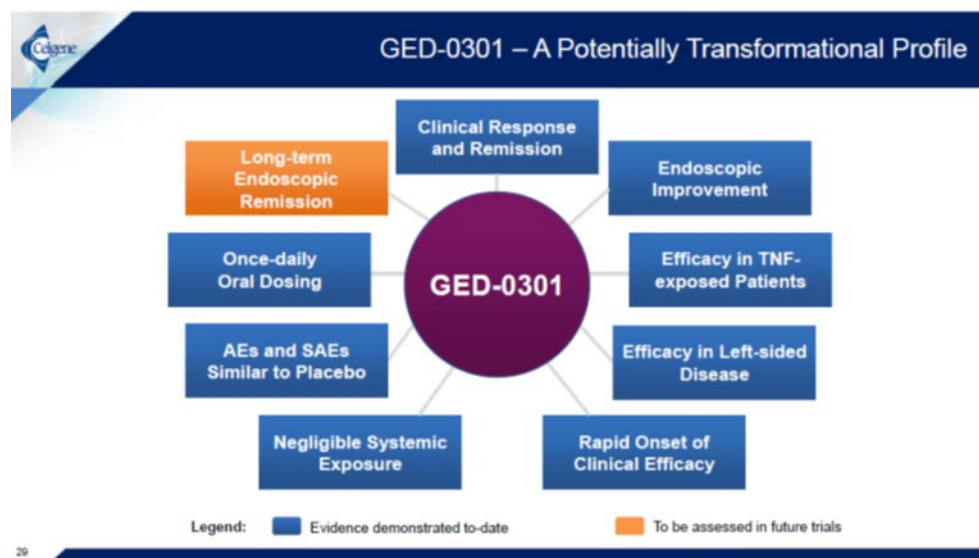 Celgene
GED-0301 – A Potentially Transformational Profile
Clinical Response
and Remission
Long-term
Endoscopic
Remission
Endoscopic
Improvement
Once-daily
Oral Dosing
GED-0301
Efficacy in TNF-
exposed Patients
AEs and SAEs
Similar to Placebo
Efficacy in Left-sided
Disease
Negligible Systemic
Exposure
Rapid Onset of
Clinical Efficacy
Legend:
Evidence demonstrated to-date
To be assessed in future trials
29